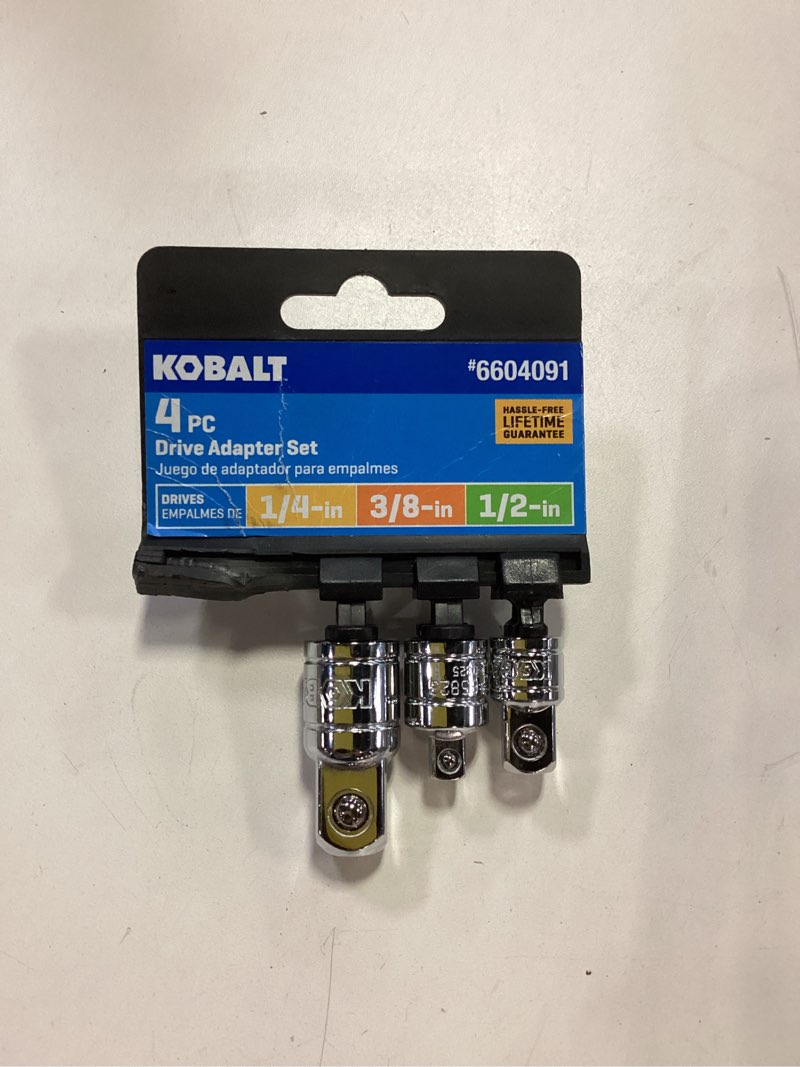 KOBALT
#6604091
4 PC
Drive Adapter Set
Juego de adaptador para empalmes
HASSLE-FREE
LIFETIME
GUARANTEE
DRIVES
EMPALMES DE
1/4-in
3/8-in
1/2-in